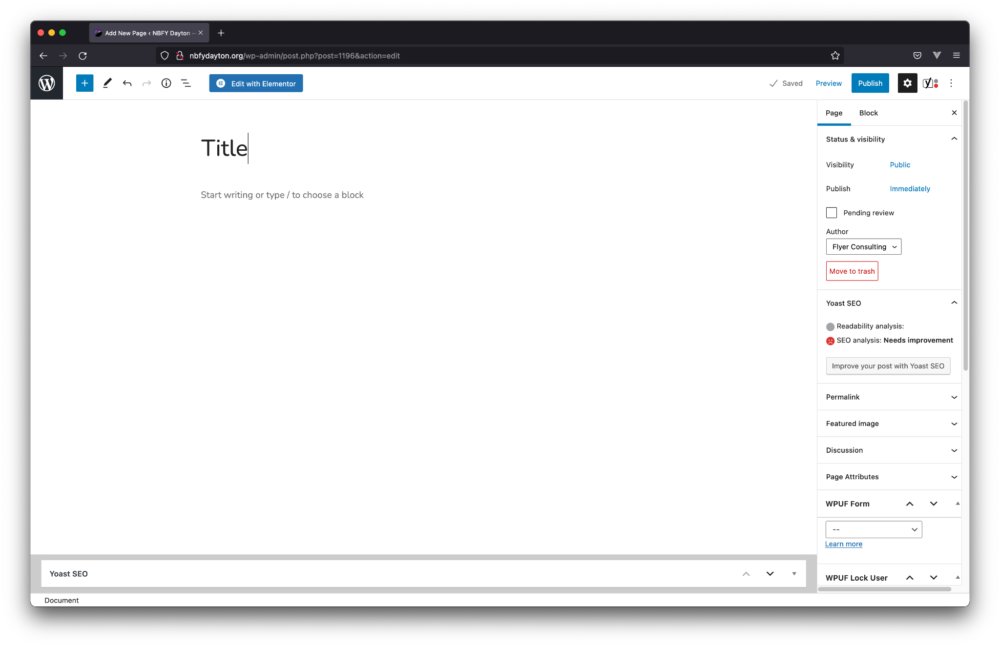 Add New Page < NBFY Dayton —
nbfydayton.org/wp-admin/post.php?post=1196&action=edit
Edit with Elementor
Saved
Preview
Publish
Title
Start writing or type / to choose a block
Page
Block
Status & visibility
Visibility
Public
Publish
Immediately
Pending review
Author
Flyer Consulting
Move to trash
Yoast SEO
Readability analysis:
SEO analysis: Needs improvement
Improve your post with Yoast SEO
Permalink
Featured image
Discussion
Page Attributes
WPUF Form
--
Learn more
WPUF Lock User
Yoast SEO
Document